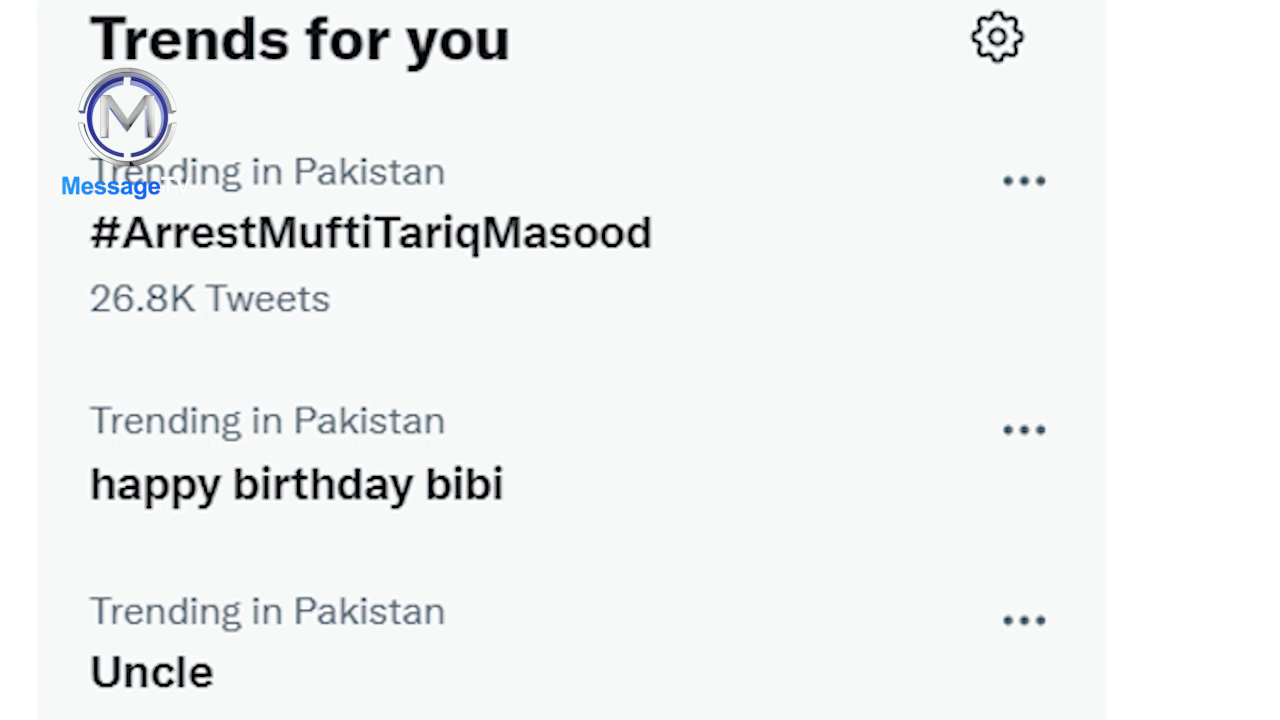 Trends for you
M
MessageTV
Trending in Pakistan
#ArrestMuftiTariqMasood
26.8K Tweets
Trending in Pakistan
happy birthday bibi
Trending in Pakistan
Uncle